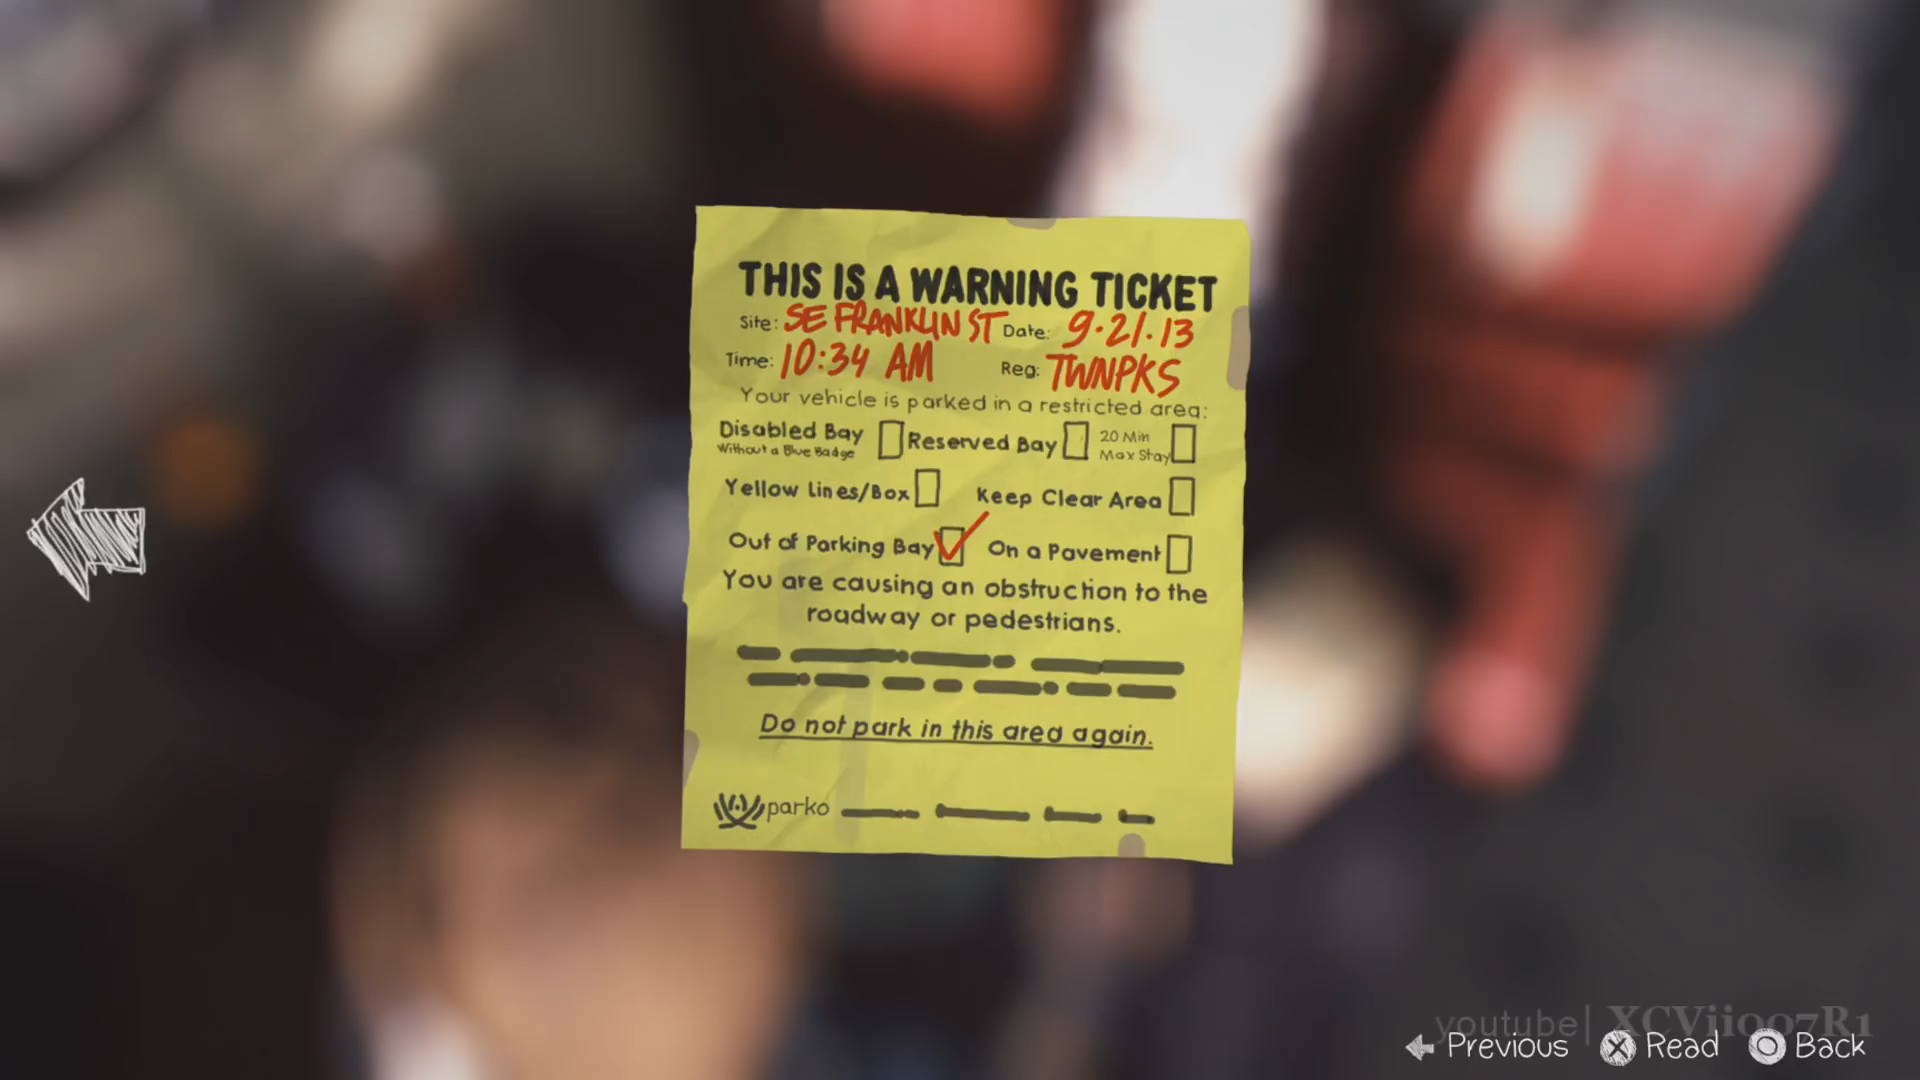 THIS IS A WARNING TICKET
Site: SE FRANKLIN ST Date: 9.21.13
Time: 10:34 AM Reg: TWNPKS
Your vehicle is parked in a restricted area:
Disabled Bay Reserved Bay 20 Min
Without a Blue Badge Max Stay
Yellow Lines/Box Keep Clear Area
Out of Parking Bay On a Pavement
You are causing an obstruction to the
roadway or pedestrians.
Do not park in this area again.
parko
youtube| XCVii007R1
Previous Read Back